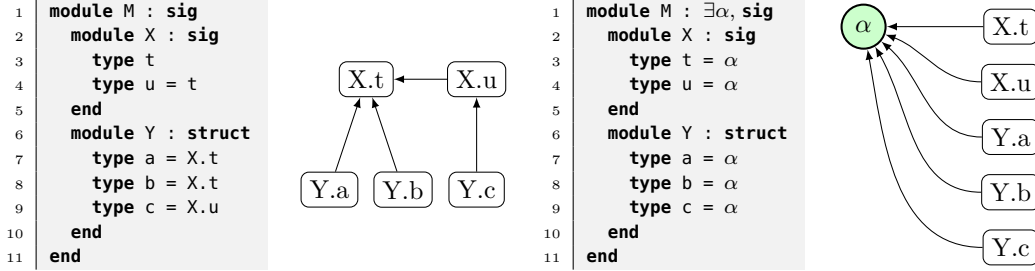 1 module M : sig
2 module X : sig
3 type t
4 type u = t
5 end
6 module Y : struct
7 type a = X.t
8 type b = X.t
9 type c = X.u
10 end
11 end
X.t X.u
Y.a Y.b Y.c
1 module M : ∃α, sig
2 module X : sig
3 type t = α
4 type u = α
5 end
6 module Y : struct
7 type a = α
8 type b = α
9 type c = α
10 end
11 end
α X.t
X.u
Y.a
Y.b
Y.c